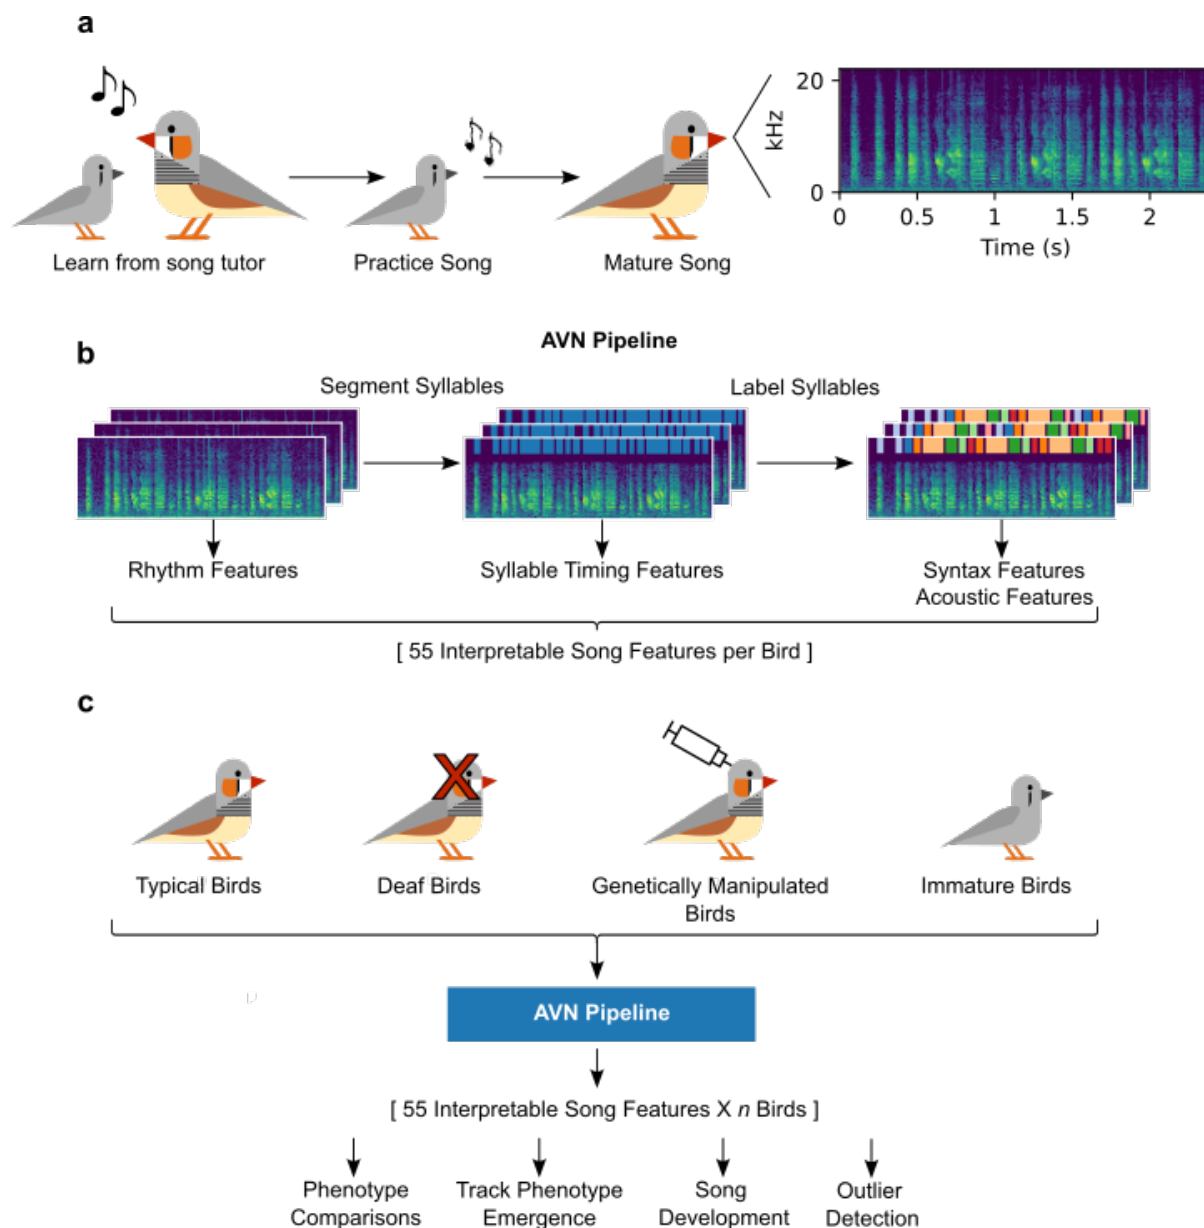 a
20
kHz
0
0
0.5
1
1.5
2
Time (s)
Learn from song tutor
Practice Song
Mature Song
AVN Pipeline
b
Segment Syllables
Label Syllables
Rhythm Features
Syllable Timing Features
Syntax Features
Acoustic Features
[ 55 Interpretable Song Features per Bird ]
c
X
Typical Birds
Deaf Birds
Genetically Manipulated
Birds
Immature Birds
AVN Pipeline
[ 55 Interpretable Song Features X n Birds ]
Phenotype
Comparisons
Track Phenotype
Emergence
Song
Development
Outlier
Detection